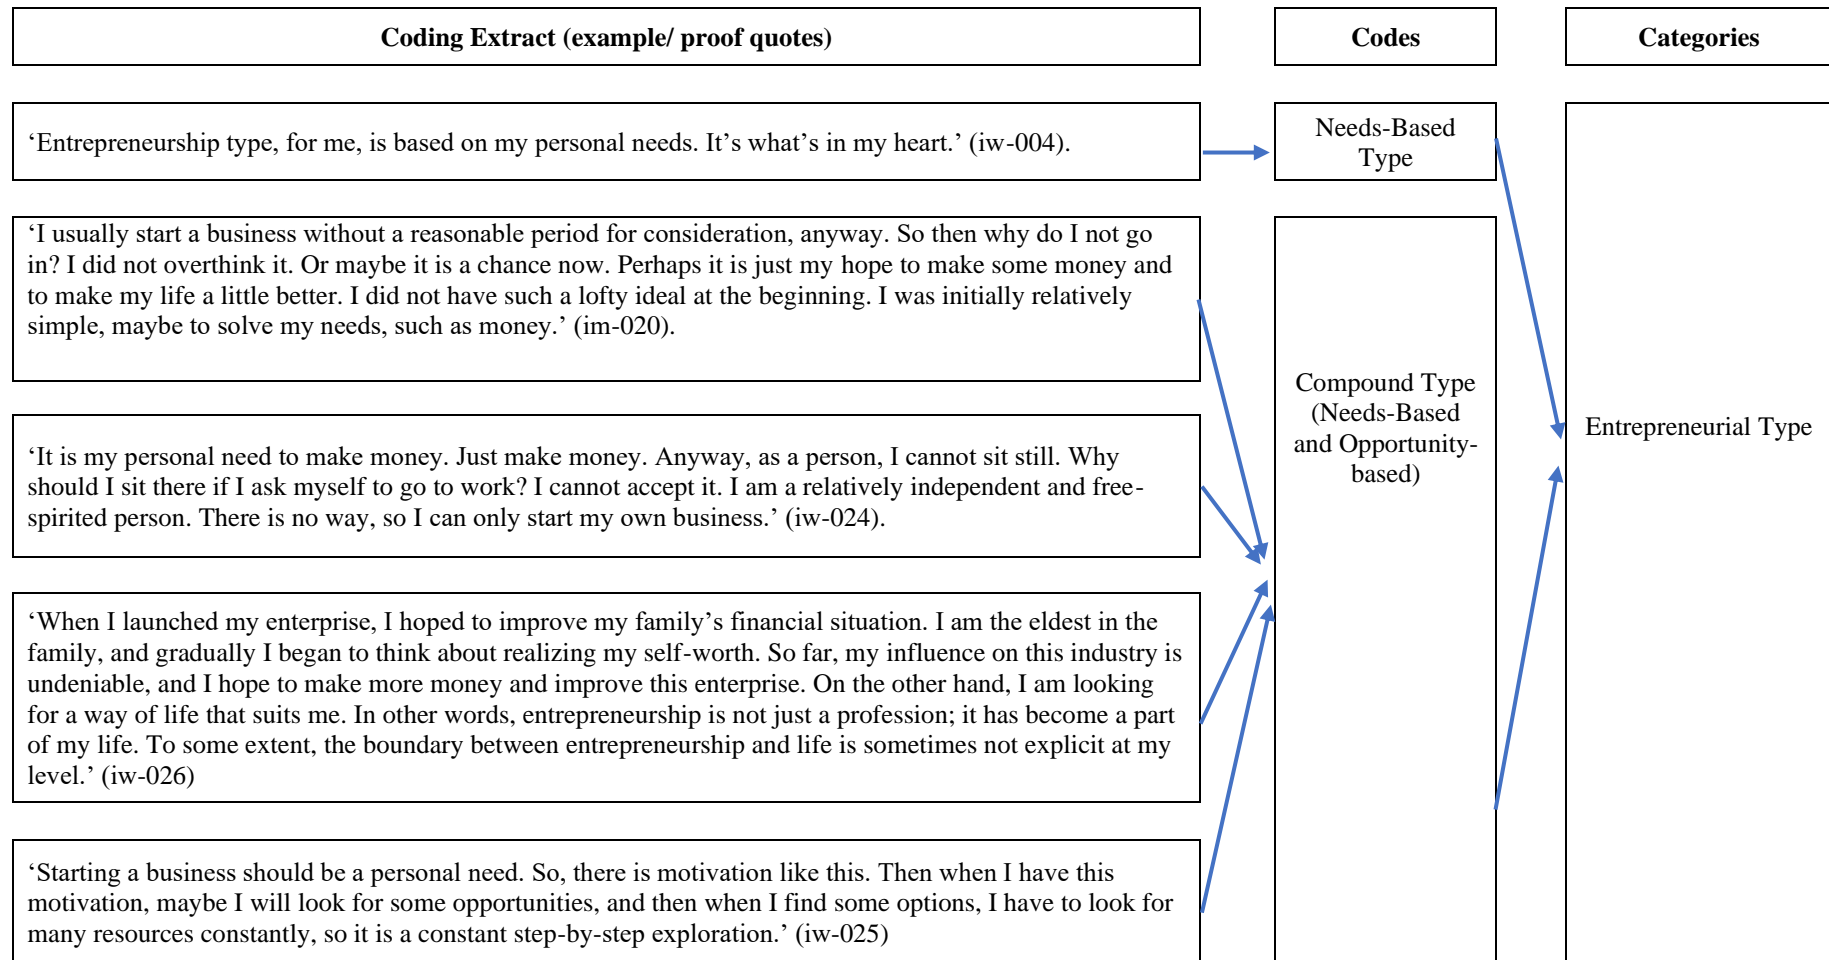 Coding Extract (example/ proof quotes)
Codes
Categories
‘Entrepreneurship type, for me, is based on my personal needs. It’s what’s in my heart.’ (iw-004).
Needs-Based
Type
‘I usually start a business without a reasonable period for consideration, anyway. So then why do I not go
in? I did not overthink it. Or maybe it is a chance now. Perhaps it is just my hope to make some money and
to make my life a little better. I did not have such a lofty ideal at the beginning. I was initially relatively
simple, maybe to solve my needs, such as money.’ (im-020).
‘It is my personal need to make money. Just make money. Anyway, as a person, I cannot sit still. Why
should I sit there if I ask myself to go to work? I cannot accept it. I am a relatively independent and free-
spirited person. There is no way, so I can only start my own business.’ (iw-024).
‘When I launched my enterprise, I hoped to improve my family’s financial situation. I am the eldest in the
family, and gradually I began to think about realizing my self-worth. So far, my influence on this industry is
undeniable, and I hope to make more money and improve this enterprise. On the other hand, I am looking
for a way of life that suits me. In other words, entrepreneurship is not just a profession; it has become a part
of my life. To some extent, the boundary between entrepreneurship and life is sometimes not explicit at my
level.’ (iw-026)
‘Starting a business should be a personal need. So, there is motivation like this. Then when I have this
motivation, maybe I will look for some opportunities, and then when I find some options, I have to look for
many resources constantly, so it is a constant step-by-step exploration.’ (iw-025)
Compound Type
(Needs-Based
and Opportunity-
based)
Entrepreneurial Type